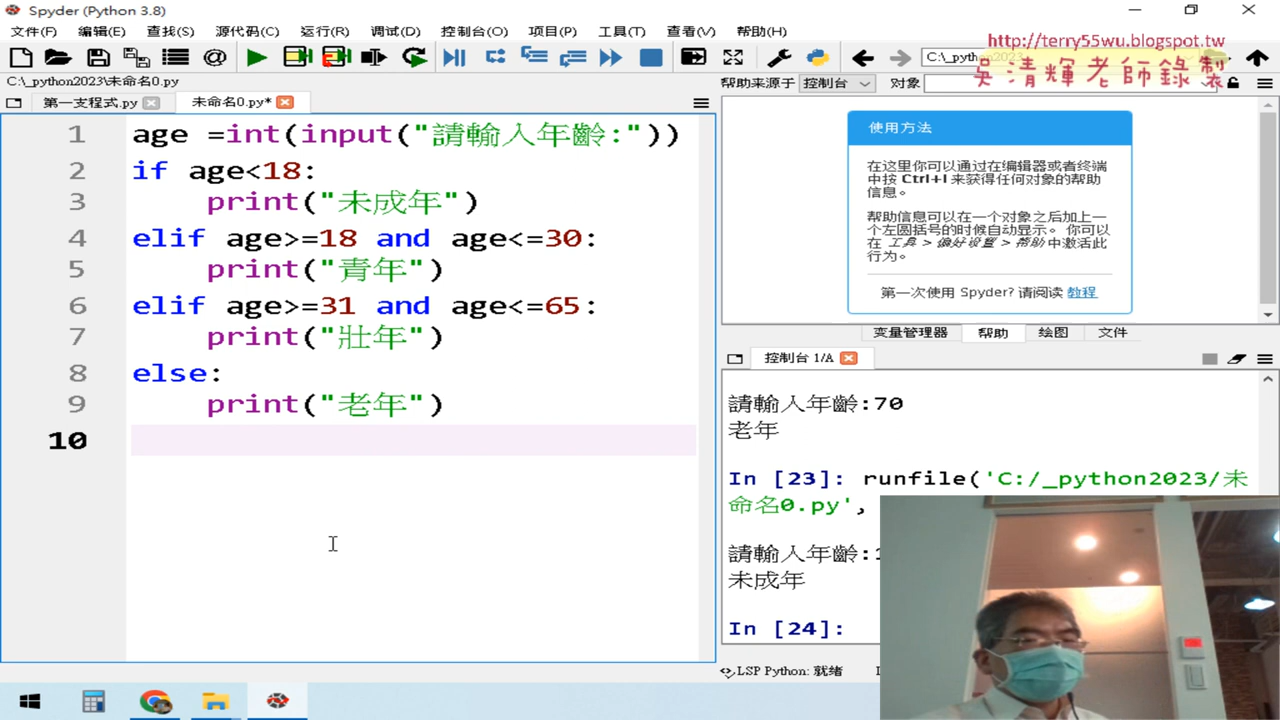 Spyder (Python 3.8)
文件(F) 编辑(E) 查找(S) 源代码(C) 运行(R) 调试(D) 控制台(O) 项目(P) 工具(T) 查看(V) 帮助(H)
http://terry55wu.blogspot.tw
吳清輝老師錄製
C:\_python2023\未命名0.py
帮助来源于 控制台 对象
第一支程式.py
未命名0.py*
1 age =int(input("請輸入年齡:"))
2 if age<18:
3 print("未成年")
4 elif age>=18 and age<=30:
5 print("青年")
6 elif age>=31 and age<=65:
7 print("壯年")
8 else:
9 print("老年")
10
使用方法
在这里你可以通过在编辑器或者终端
中按 Ctrl+I 来获得任何对象的帮助
信息。
帮助信息可以在一个对象之后加上一
个左圆括号的时候自动显示。 你可以
在 工具 > 偏好设置 > 帮助 中激活此
行为。
第一次使用 Spyder? 请阅读 教程
变量管理器 帮助 绘图 文件
控制台 1/A
請輸入年齡:70
老年
In [23]: runfile('C:/_python2023/未
命名0.py',
請輸入年齡:1
未成年
In [24]:
LSP Python: 就绪